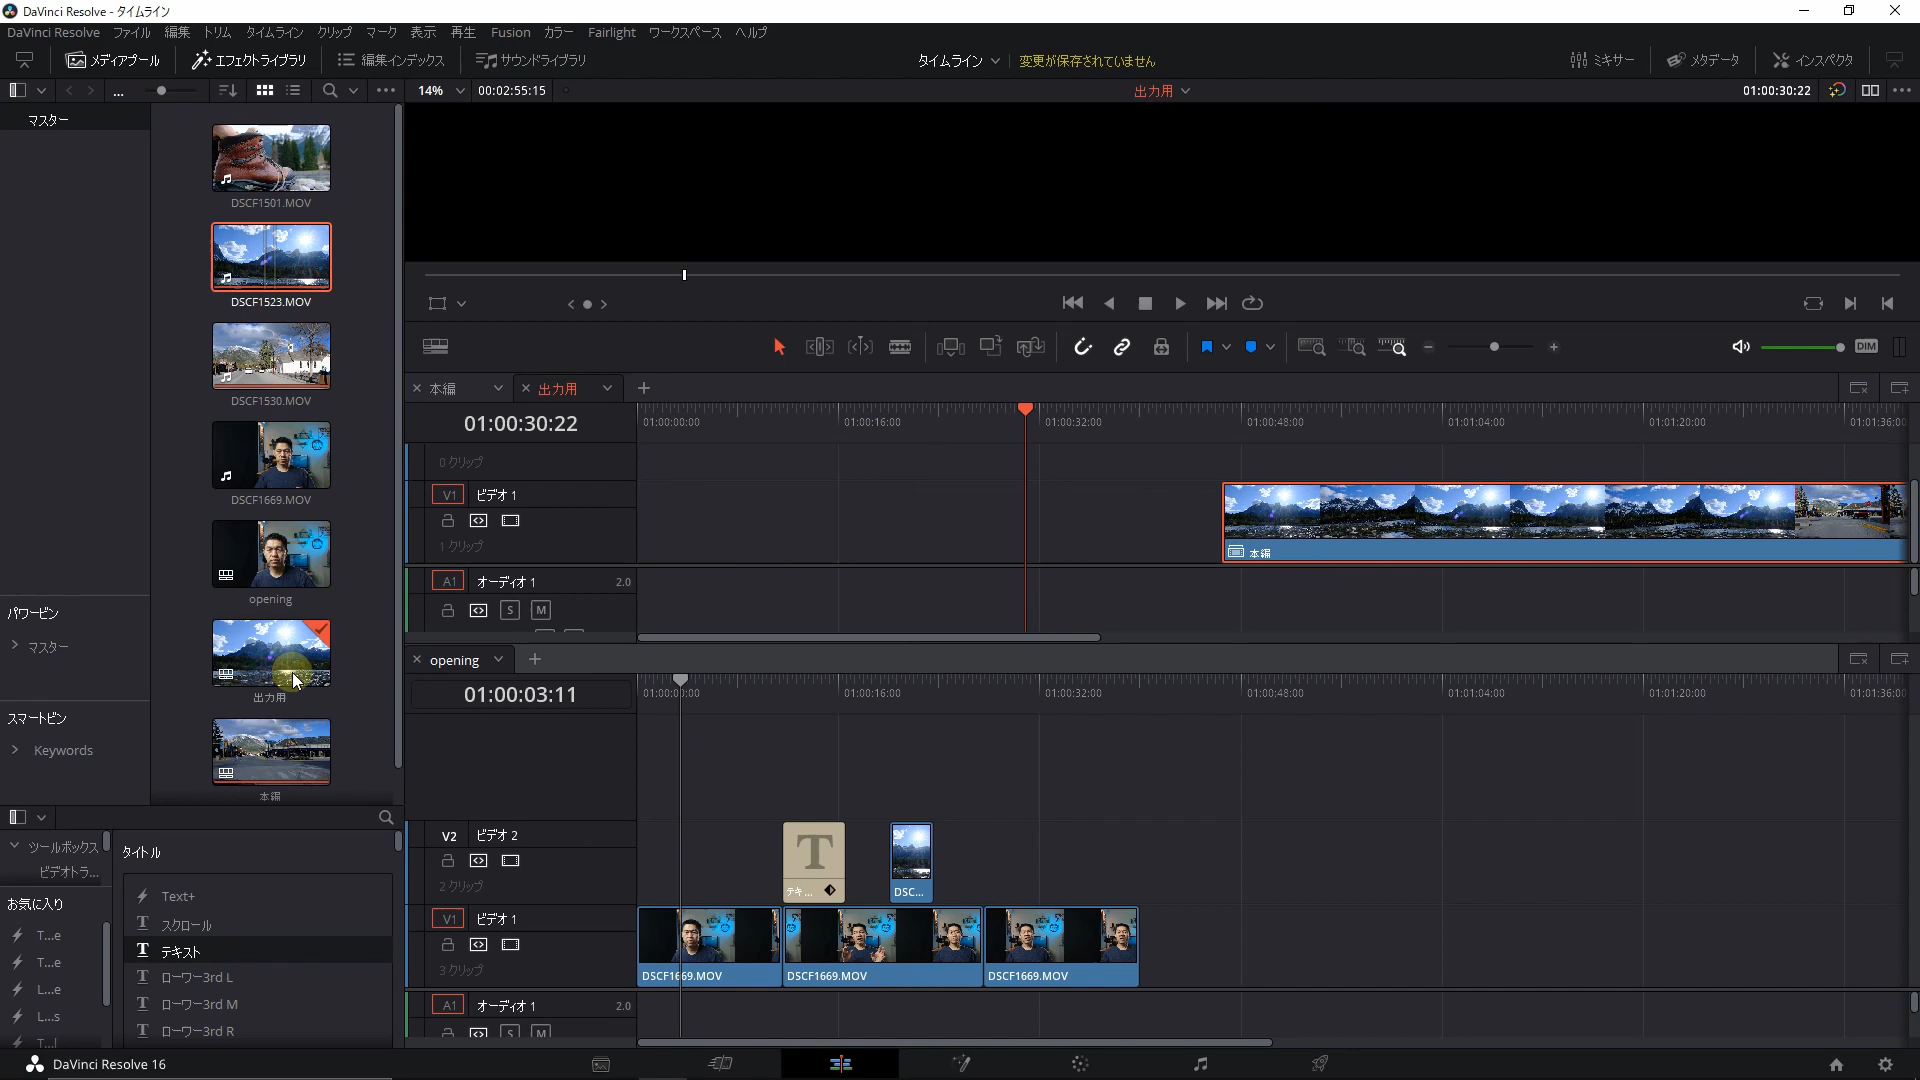 DaVinci Resolve - タイムライン
DaVinci Resolve ファイル 編集 トリム タイムライン クリップ マーク 表示 再生 Fusion カラー Fairlight ワークスペース ヘルプ
メディアプール エフェクトライブラリ 編集インデックス サウンドライブラリ タイムライン 変更が保存されていません ミキサー メタデータ インスペクタ
... 14% 00:02:55:15 出力用 01:00:30:22
マスター
DSCF1501.MOV
DSCF1523.MOV
DSCF1530.MOV
DSCF1669.MOV
opening
出力用
本編
パワービン
マスター
スマートビン
Keywords
DIM
本編 出力用
01:00:30:22
01:00:00:00 01:00:16:00 01:00:32:00 01:00:48:00 01:01:04:00 01:01:20:00 01:01:36:00
0 クリップ
V1 ビデオ 1
1 クリップ
本編
A1 オーディオ 1 2.0
S M
opening
01:00:03:11
01:00:00:00 01:00:16:00 01:00:32:00 01:00:48:00 01:01:04:00 01:01:20:00 01:01:36:00
V2 ビデオ 2
2 クリップ
T
テキ...
DSC...
V1 ビデオ 1
3 クリップ
DSCF1669.MOV DSCF1669.MOV DSCF1669.MOV
A1 オーディオ 1 2.0
S M
ツールボックス
ビデオトラ...
お気に入り
T...e
T...e
L...e
L...s
T...l
タイトル
Text+
スクロール
テキスト
ローワー3rd L
ローワー3rd M
ローワー3rd R
DaVinci Resolve 16